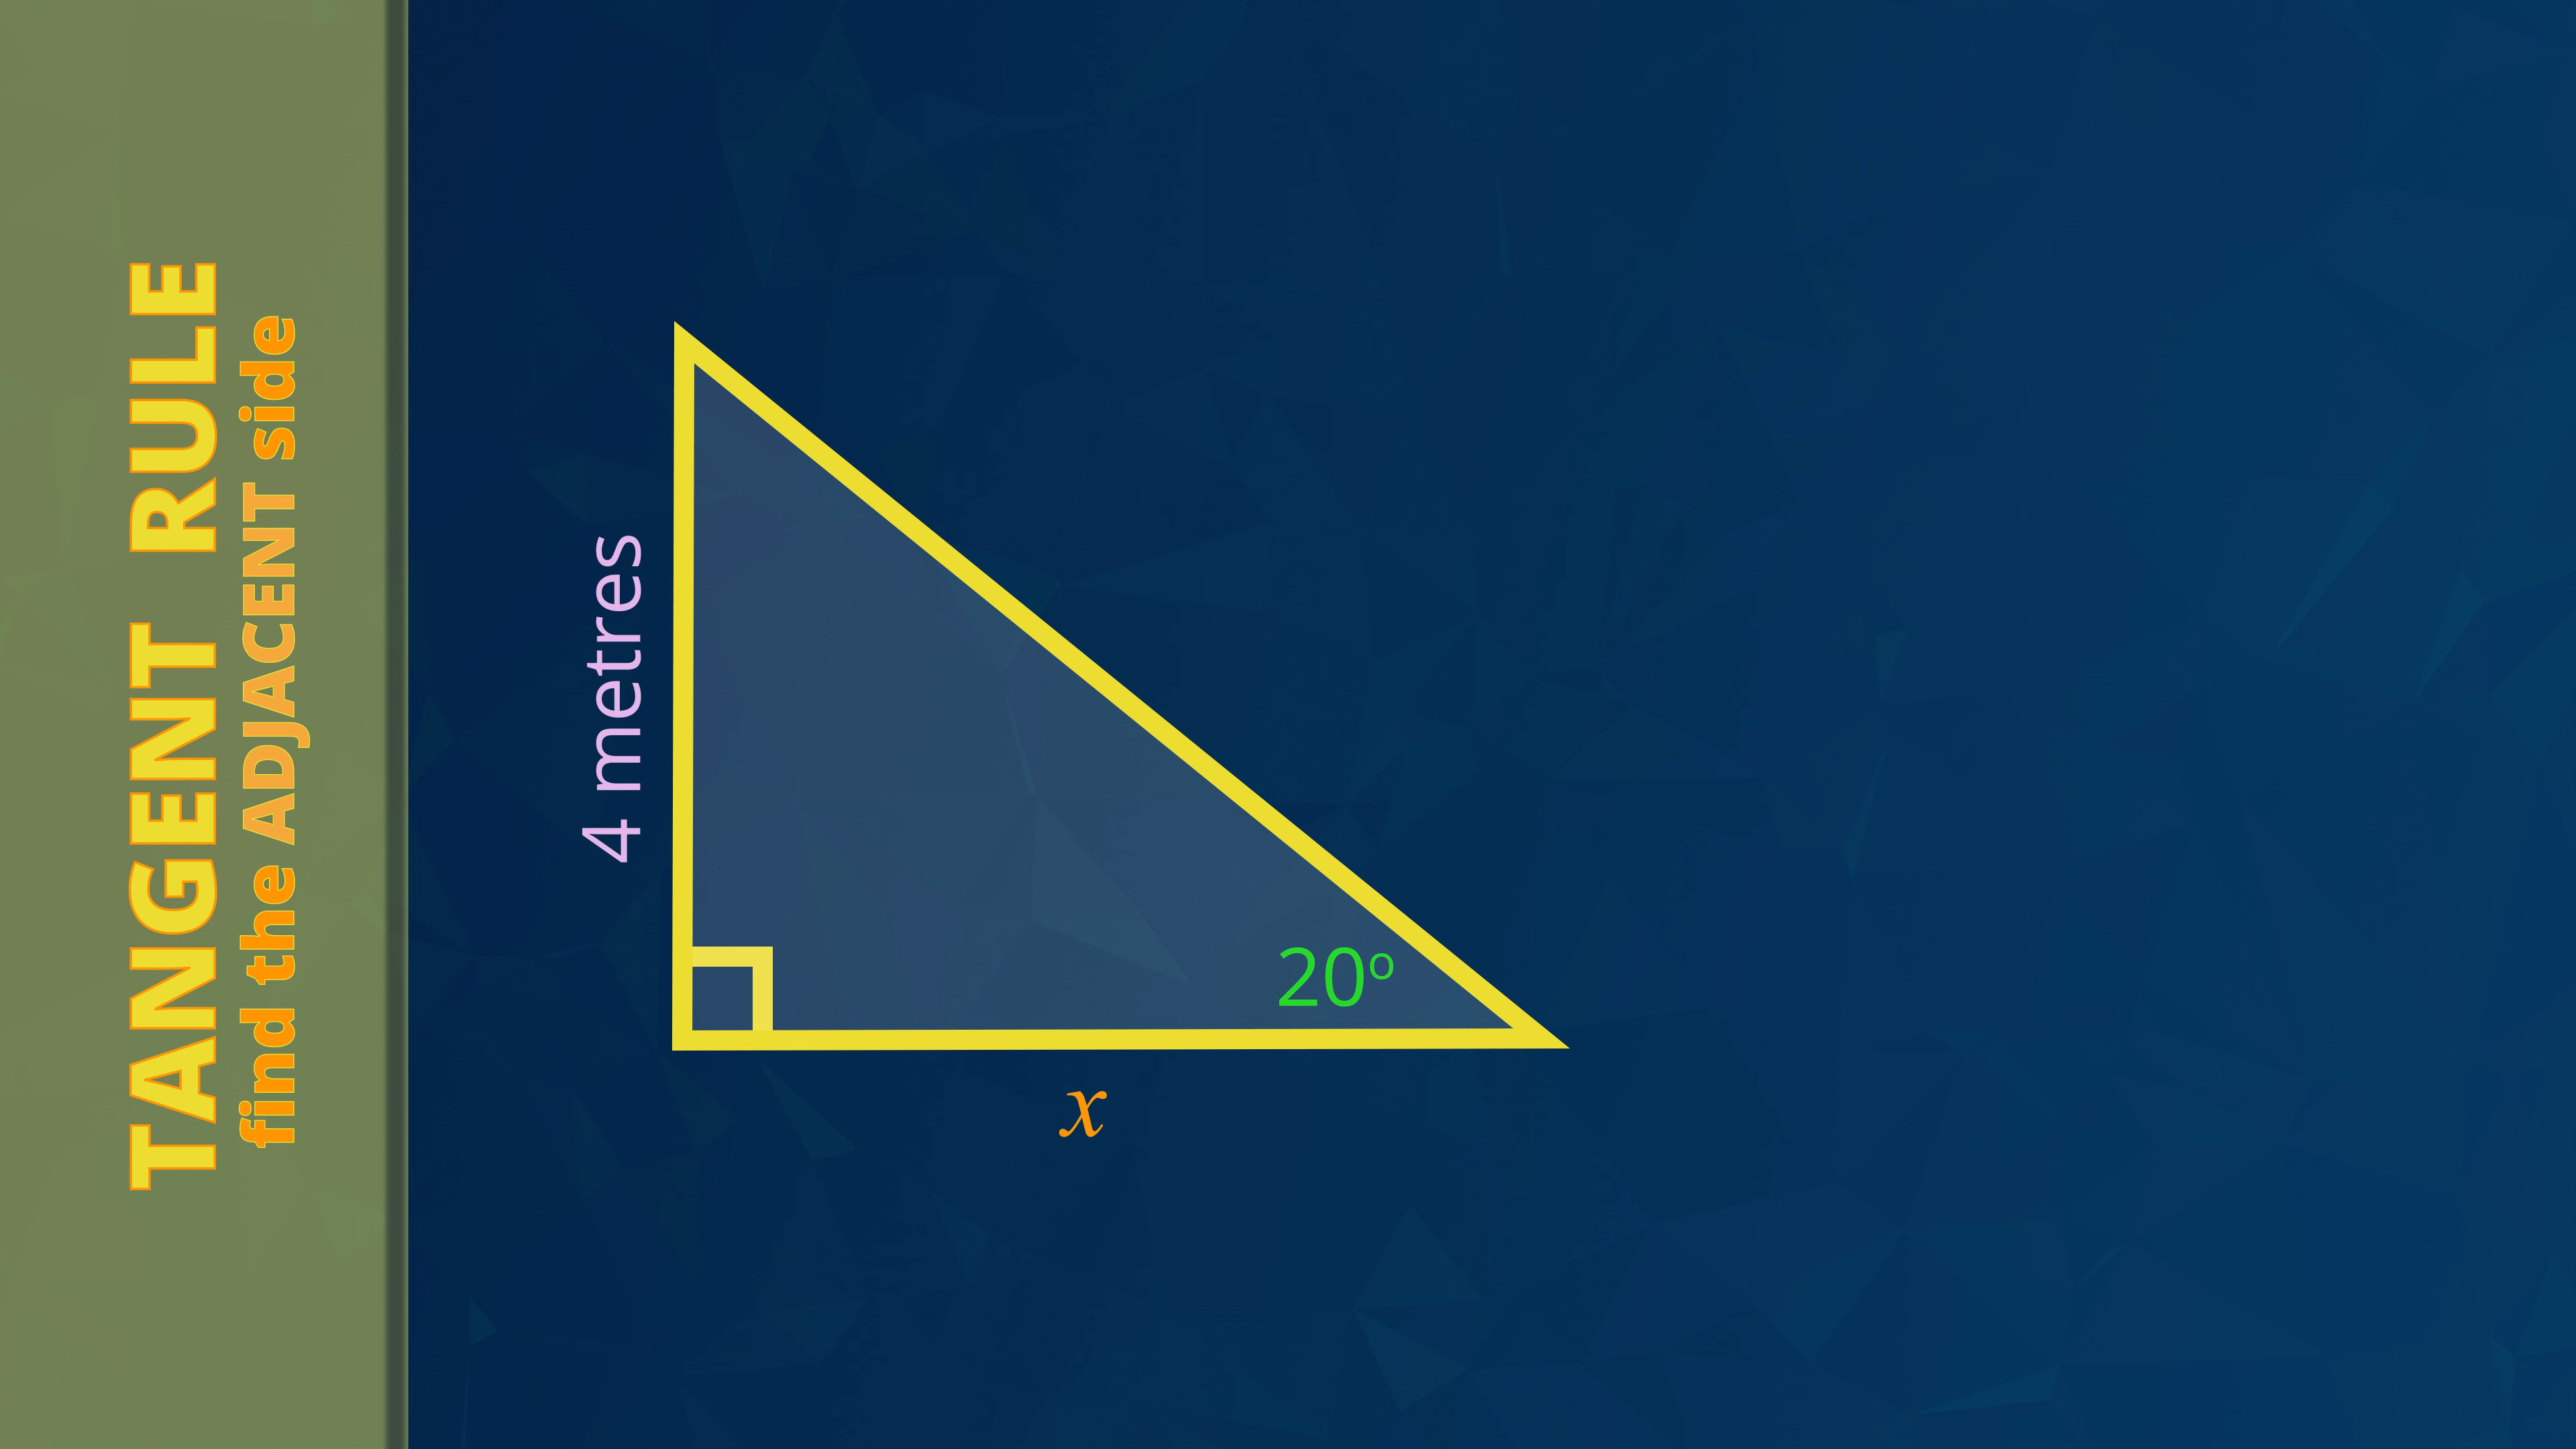 TANGENT RULE
find the ADJACENT side
4 metres
20º
x